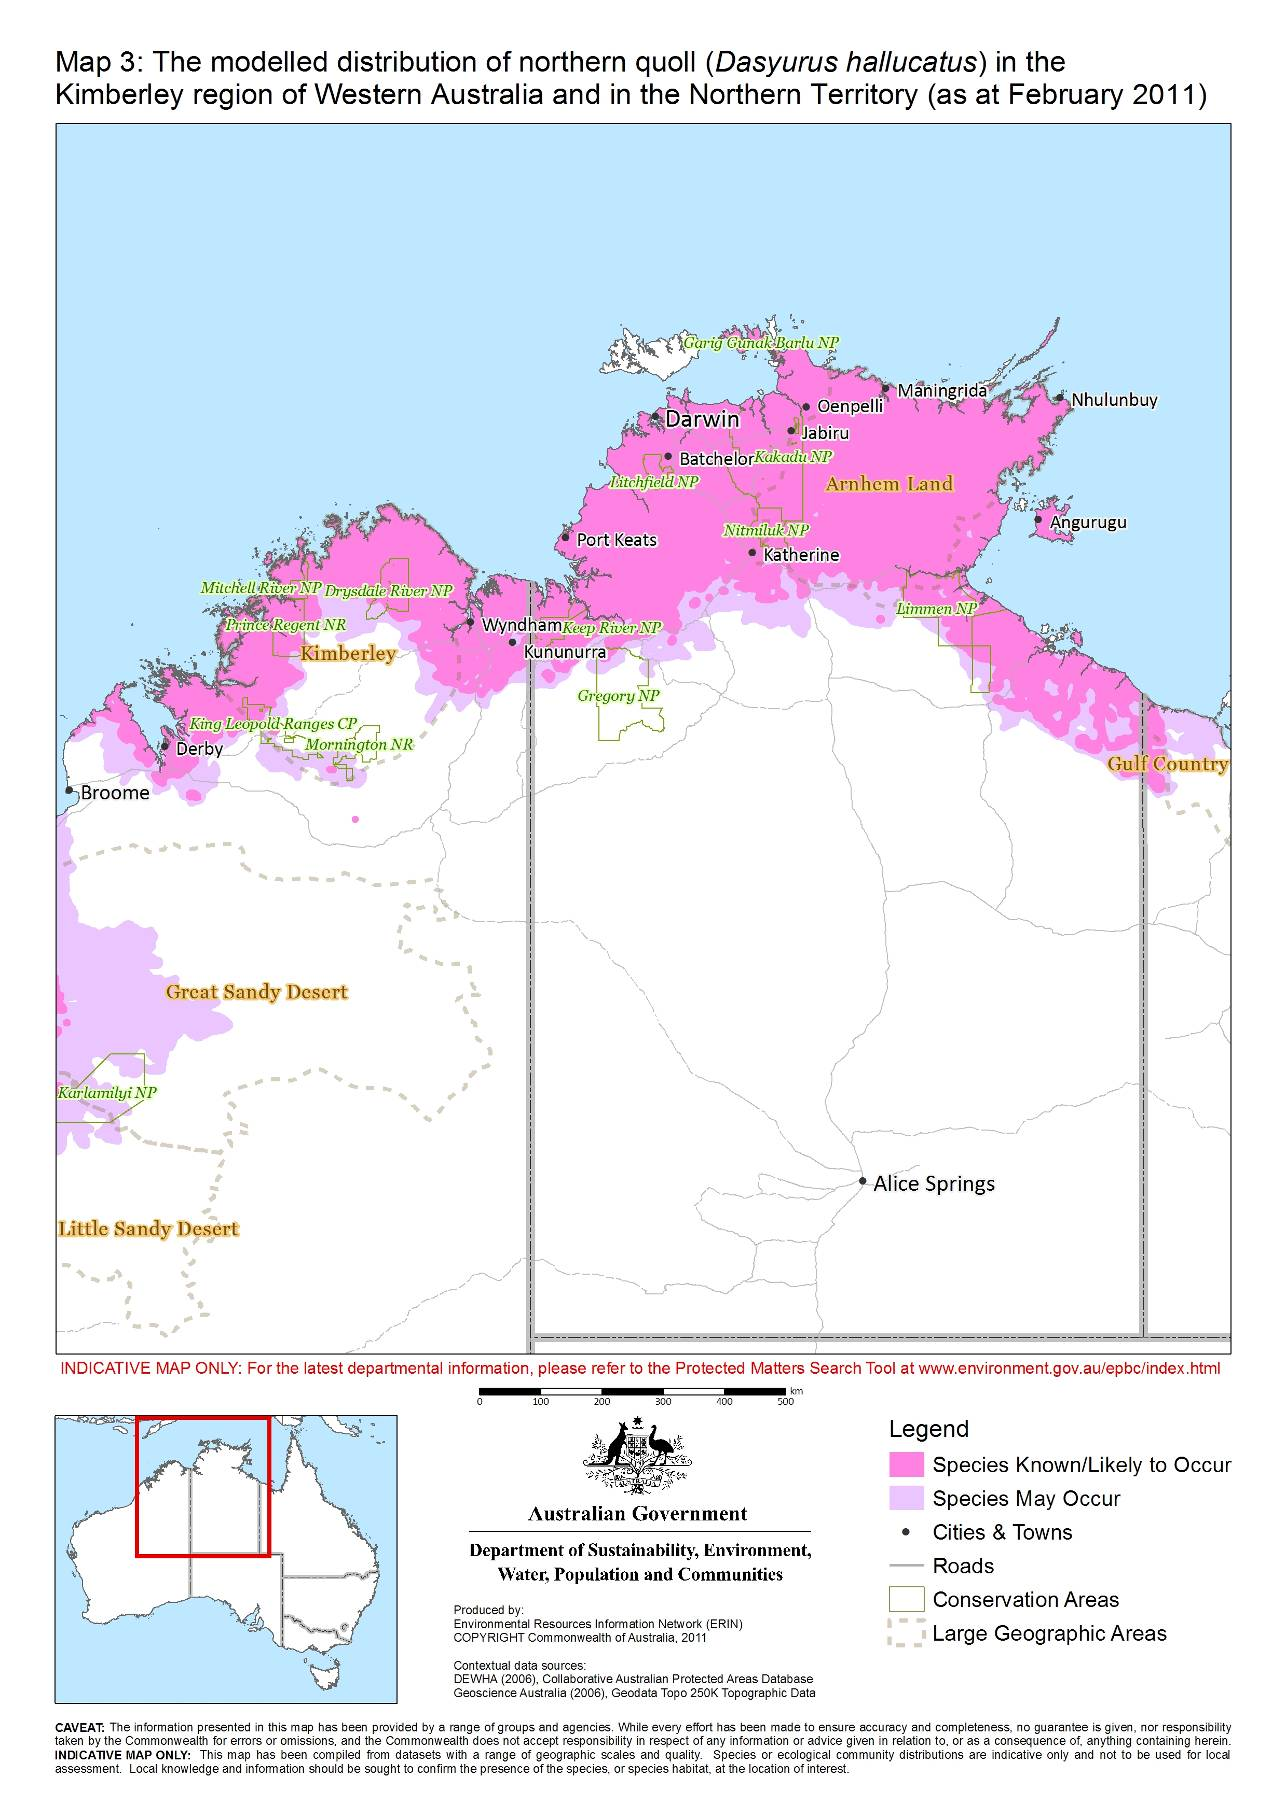 Map 3: The modelled distribution of northern quoll (Dasyurus hallucatus) in the
Kimberley region of Western Australia and in the Northern Territory (as at February 2011)
Garig Gunak Barlu NP
Maningrida
Nhulunbuy
Oenpelli
Darwin
Jabiru
Batchelor
Kakadu NP
Litchfield NP
Arnhem Land
Angurugu
Nitmiluk NP
Port Keats
Katherine
Mitchell River NP
Drysdale River NP
Limmen NP
Prince Regent NR
Wyndham
Keep River NP
Kimberley
Kununurra
Gregory NP
King Leopold Ranges CP
Mornington NR
Derby
Gulf Country
Broome
Great Sandy Desert
Karlamilyi NP
Alice Springs
Little Sandy Desert
INDICATIVE MAP ONLY: For the latest departmental information, please refer to the Protected Matters Search Tool at www.environment.gov.au/epbc/index.html
0 100 200 300 400 500 km
AUSTRALIA
Australian Government
Department of Sustainability, Environment,
Water, Population and Communities
Produced by:
Environmental Resources Information Network (ERIN)
COPYRIGHT Commonwealth of Australia, 2011
Contextual data sources:
DEWHA (2006), Collaborative Australian Protected Areas Database
Geoscience Australia (2006), Geodata Topo 250K Topographic Data
Legend
Species Known/Likely to Occur
Species May Occur
Cities & Towns
Roads
Conservation Areas
Large Geographic Areas
CAVEAT: The information presented in this map has been provided by a range of groups and agencies. While every effort has been made to ensure accuracy and completeness, no guarantee is given, nor responsibility
taken by the Commonwealth for errors or omissions, and the Commonwealth does not accept responsibility in respect of any information or advice given in relation to, or as a consequence of, anything containing herein.
INDICATIVE MAP ONLY: This map has been compiled from datasets with a range of geographic scales and quality. Species or ecological community distributions are indicative only and not to be used for local
assessment. Local knowledge and information should be sought to confirm the presence of the species, or species habitat, at the location of interest.